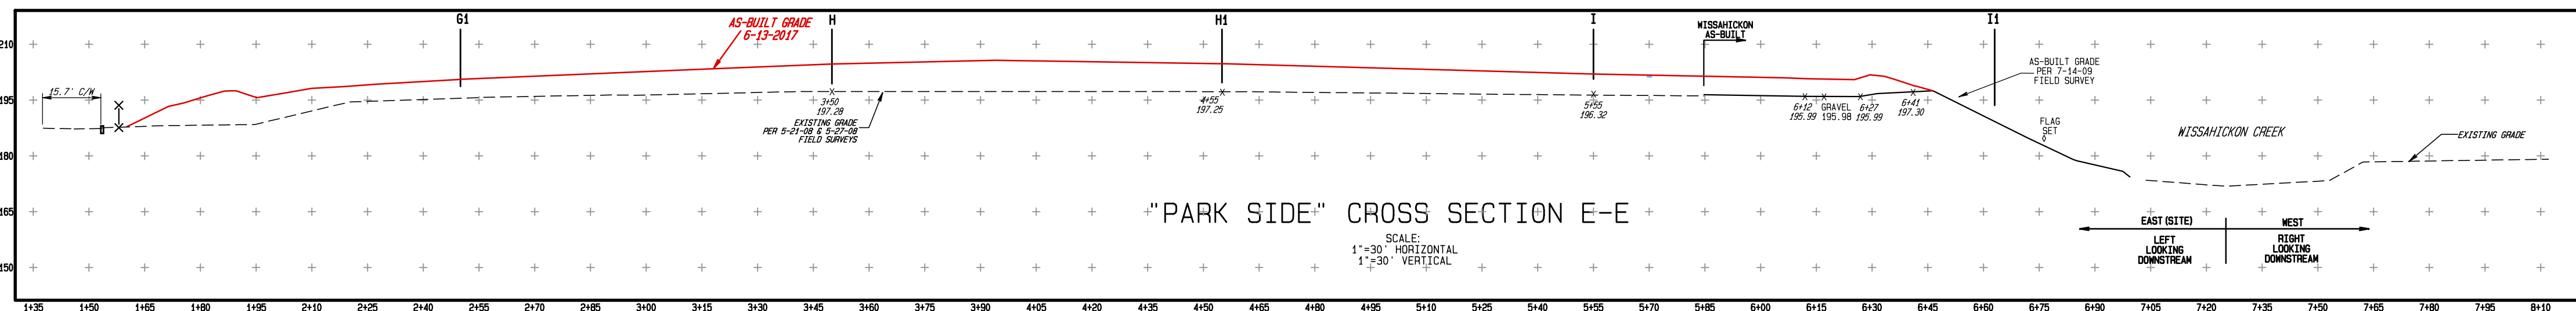 G1
AS-BUILT GRADE
6-13-2017
H
H1
I
WISSAHICKON
AS-BUILT
I1
210
195
180
165
150
15.7' C/W
3+50
197.28
EXISTING GRADE
PER 5-21-08 & 5-27-08
FIELD SURVEYS
4+55
197.25
5+55
196.32
6+12
195.99
GRAVEL
195.98
6+27
195.99
6+41
197.30
AS-BUILT GRADE
PER 7-14-09
FIELD SURVEY
FLAG
SET
WISSAHICKON CREEK
EXISTING GRADE
"PARK SIDE" CROSS SECTION E-E
SCALE:
1"=30' HORIZONTAL
1"=30' VERTICAL
EAST (SITE)
LEFT
LOOKING
DOWNSTREAM
WEST
RIGHT
LOOKING
DOWNSTREAM
1+35 1+50 1+65 1+80 1+95 2+10 2+25 2+40 2+55 2+70 2+85 3+00 3+15 3+30 3+45 3+60 3+75 3+90 4+05 4+20 4+35 4+50 4+65 4+80 4+95 5+10 5+25 5+40 5+55 5+70 5+85 6+00 6+15 6+30 6+45 6+60 6+75 6+90 7+05 7+20 7+35 7+50 7+65 7+80 7+95 8+10